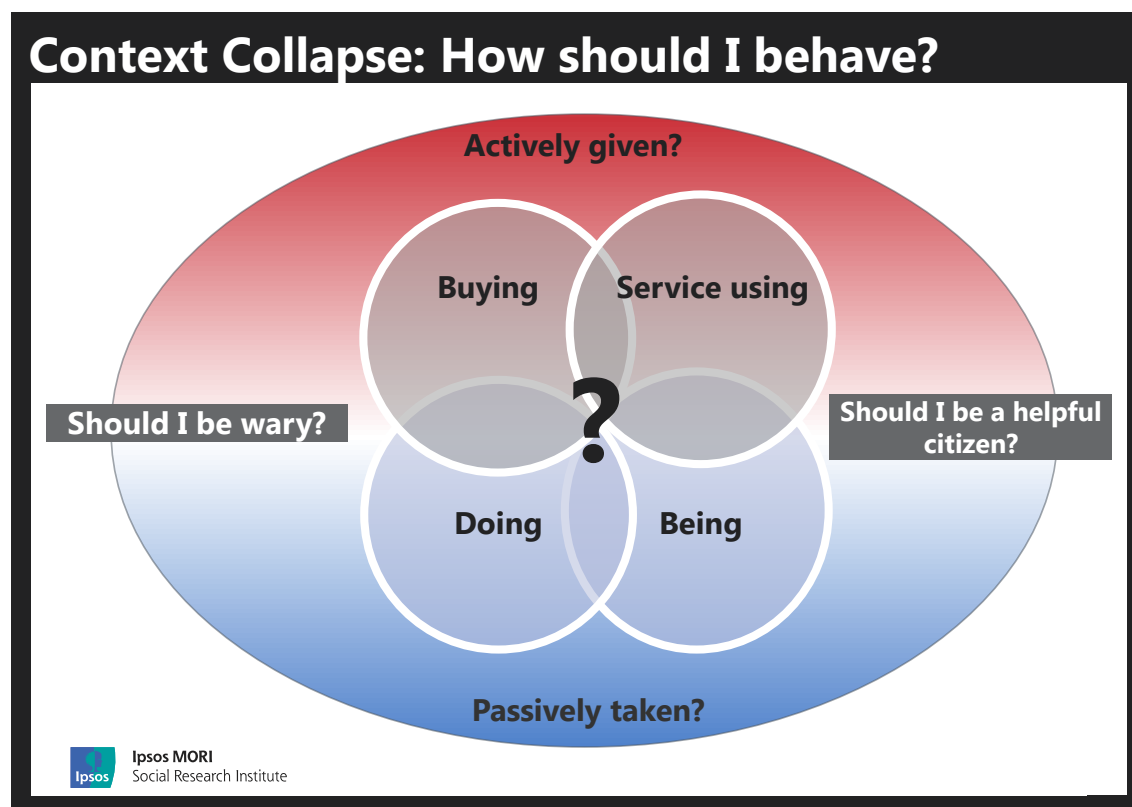 Context Collapse: How should I behave?
Actively given?
Buying
Service using
?
Should I be wary?
Should I be a helpful
citizen?
Doing
Being
Passively taken?
Ipsos
Ipsos MORI
Social Research Institute